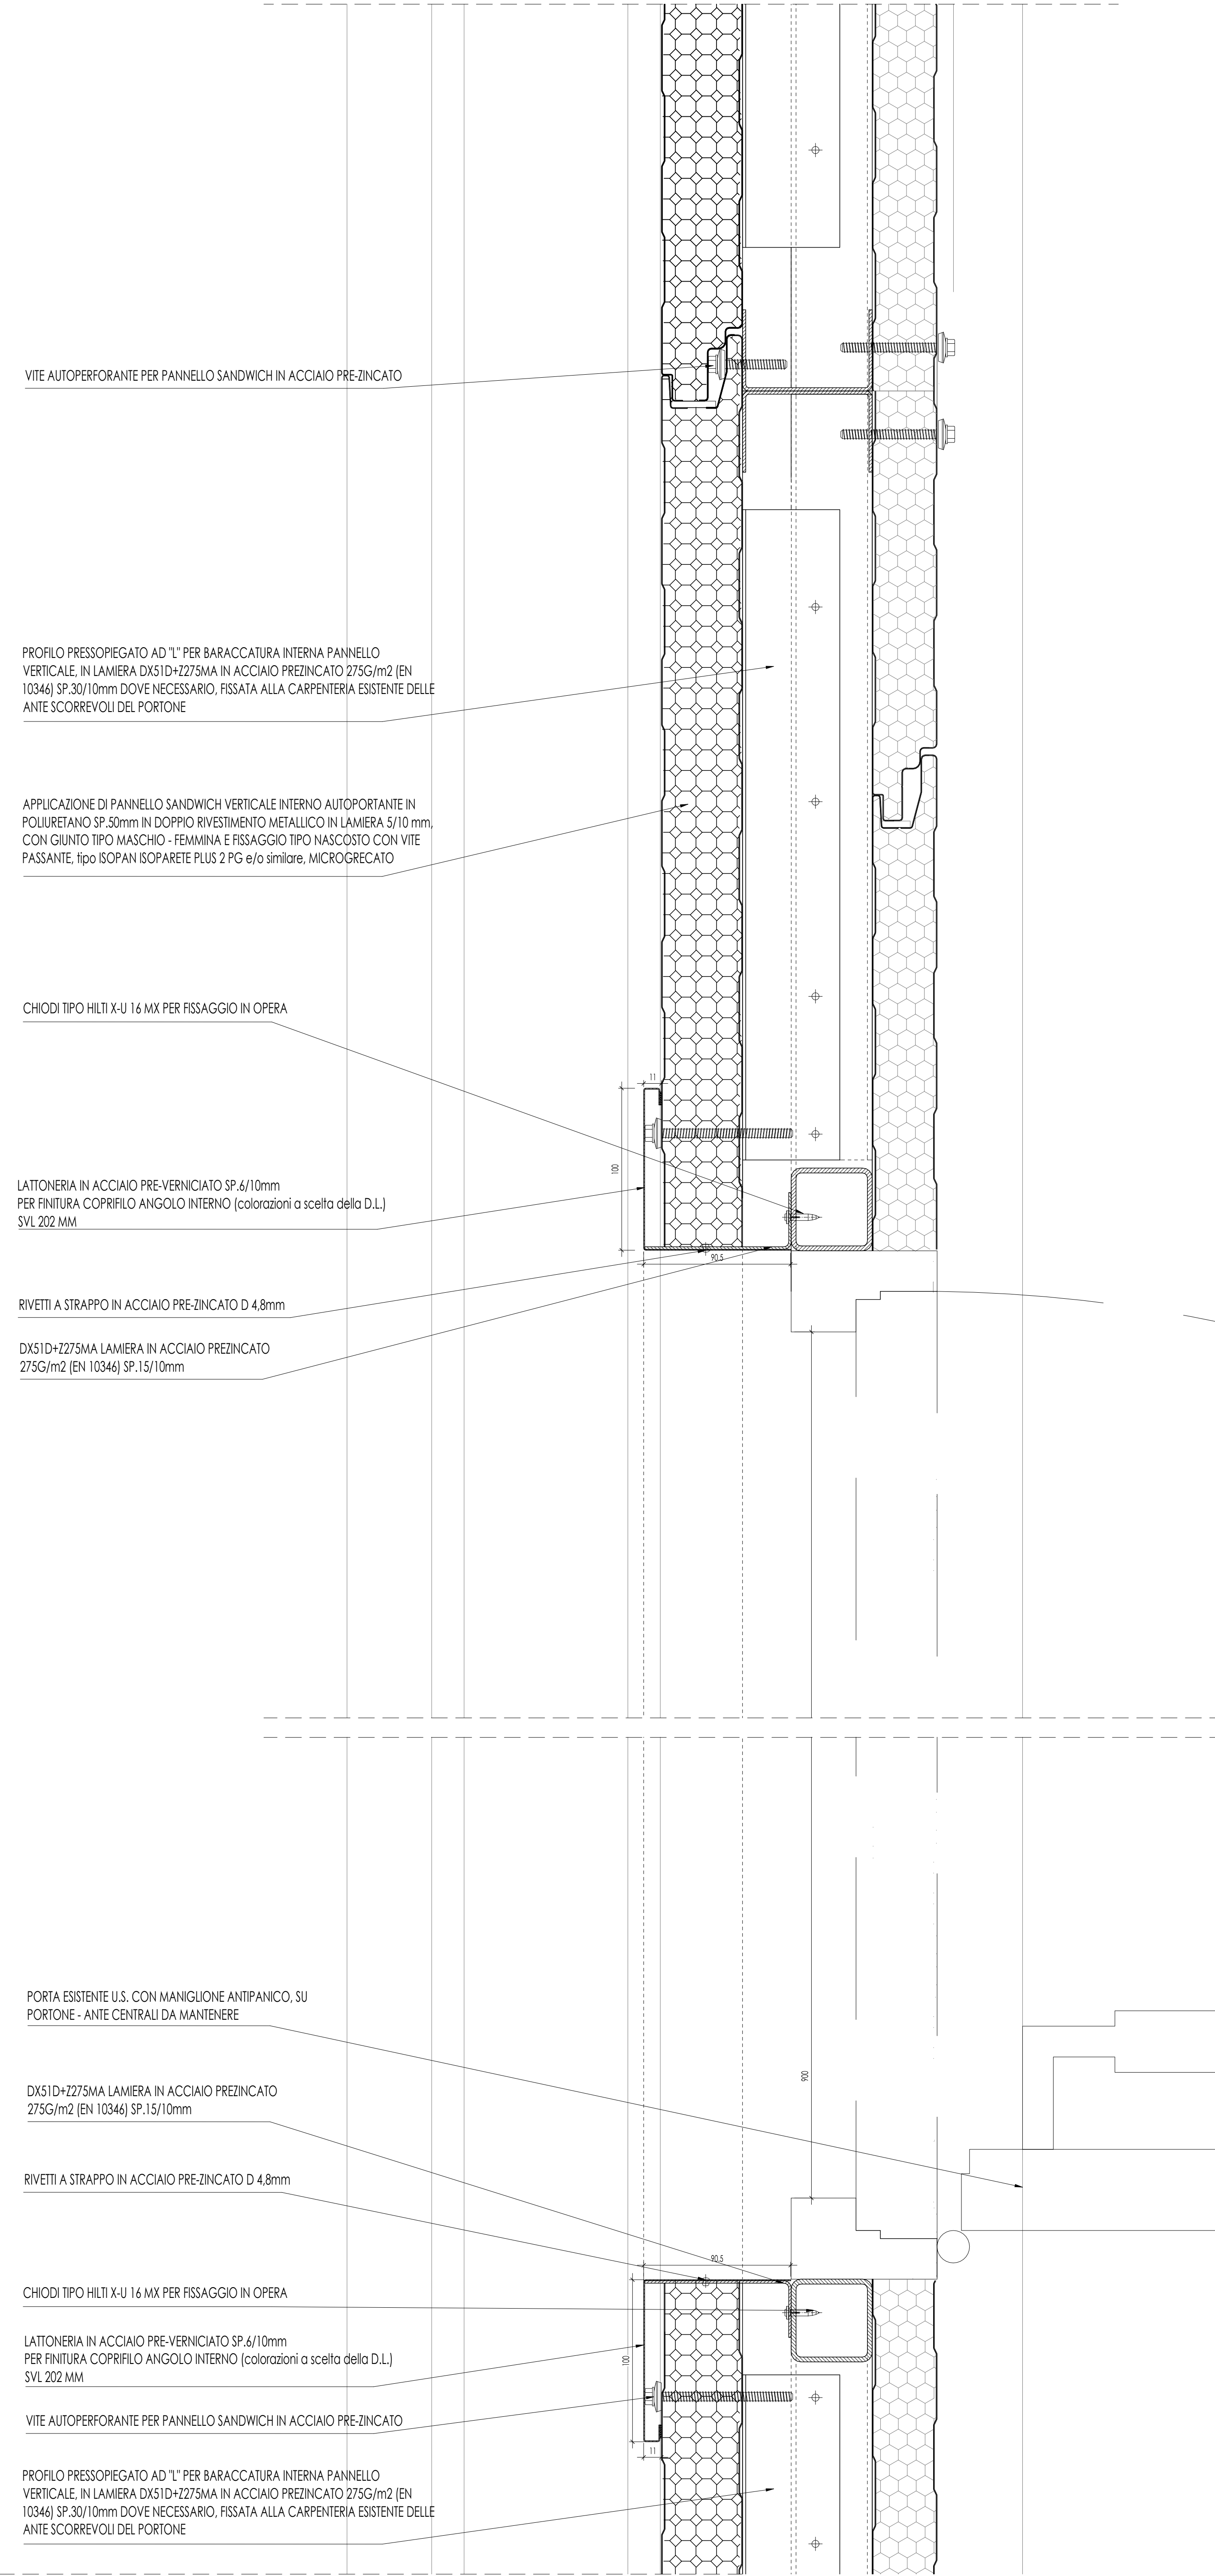 VITE AUTOPERFORANTE PER PANNELLO SANDWICH IN ACCIAIO PRE-ZINCATO
PROFILO PRESSOPIEGATO AD "L" PER BARACCATURA INTERNA PANNELLO
VERTICALE, IN LAMIERA DX51D+Z275MA IN ACCIAIO PREZINCATO 275G/m2 (EN
10346) SP.30/10mm DOVE NECESSARIO, FISSATA ALLA CARPENTERIA ESISTENTE DELLE
ANTE SCORREVOLI DEL PORTONE
APPLICAZIONE DI PANNELLO SANDWICH VERTICALE INTERNO AUTOPORTANTE IN
POLIURETANO SP.50mm IN DOPPIO RIVESTIMENTO METALLICO IN LAMIERA 5/10 mm,
CON GIUNTO TIPO MASCHIO - FEMMINA E FISSAGGIO TIPO NASCOSTO CON VITE
PASSANTE, tipo ISOPAN ISOPARETE PLUS 2 PG e/o similare, MICROGRECATO
CHIODI TIPO HILTI X-U 16 MX PER FISSAGGIO IN OPERA
11
100
LATTONERIA IN ACCIAIO PRE-VERNICIATO SP.6/10mm
PER FINITURA COPRIFILO ANGOLO INTERNO (colorazioni a scelta della D.L.)
SVL 202 MM
90.5
RIVETTI A STRAPPO IN ACCIAIO PRE-ZINCATO D 4,8mm
DX51D+Z275MA LAMIERA IN ACCIAIO PREZINCATO
275G/m2 (EN 10346) SP.15/10mm
PORTA ESISTENTE U.S. CON MANIGLIONE ANTIPANICO, SU
PORTONE - ANTE CENTRALI DA MANTENERE
900
DX51D+Z275MA LAMIERA IN ACCIAIO PREZINCATO
275G/m2 (EN 10346) SP.15/10mm
RIVETTI A STRAPPO IN ACCIAIO PRE-ZINCATO D 4,8mm
90.5
CHIODI TIPO HILTI X-U 16 MX PER FISSAGGIO IN OPERA
LATTONERIA IN ACCIAIO PRE-VERNICIATO SP.6/10mm
PER FINITURA COPRIFILO ANGOLO INTERNO (colorazioni a scelta della D.L.)
SVL 202 MM
100
VITE AUTOPERFORANTE PER PANNELLO SANDWICH IN ACCIAIO PRE-ZINCATO
11
PROFILO PRESSOPIEGATO AD "L" PER BARACCATURA INTERNA PANNELLO
VERTICALE, IN LAMIERA DX51D+Z275MA IN ACCIAIO PREZINCATO 275G/m2 (EN
10346) SP.30/10mm DOVE NECESSARIO, FISSATA ALLA CARPENTERIA ESISTENTE DELLE
ANTE SCORREVOLI DEL PORTONE